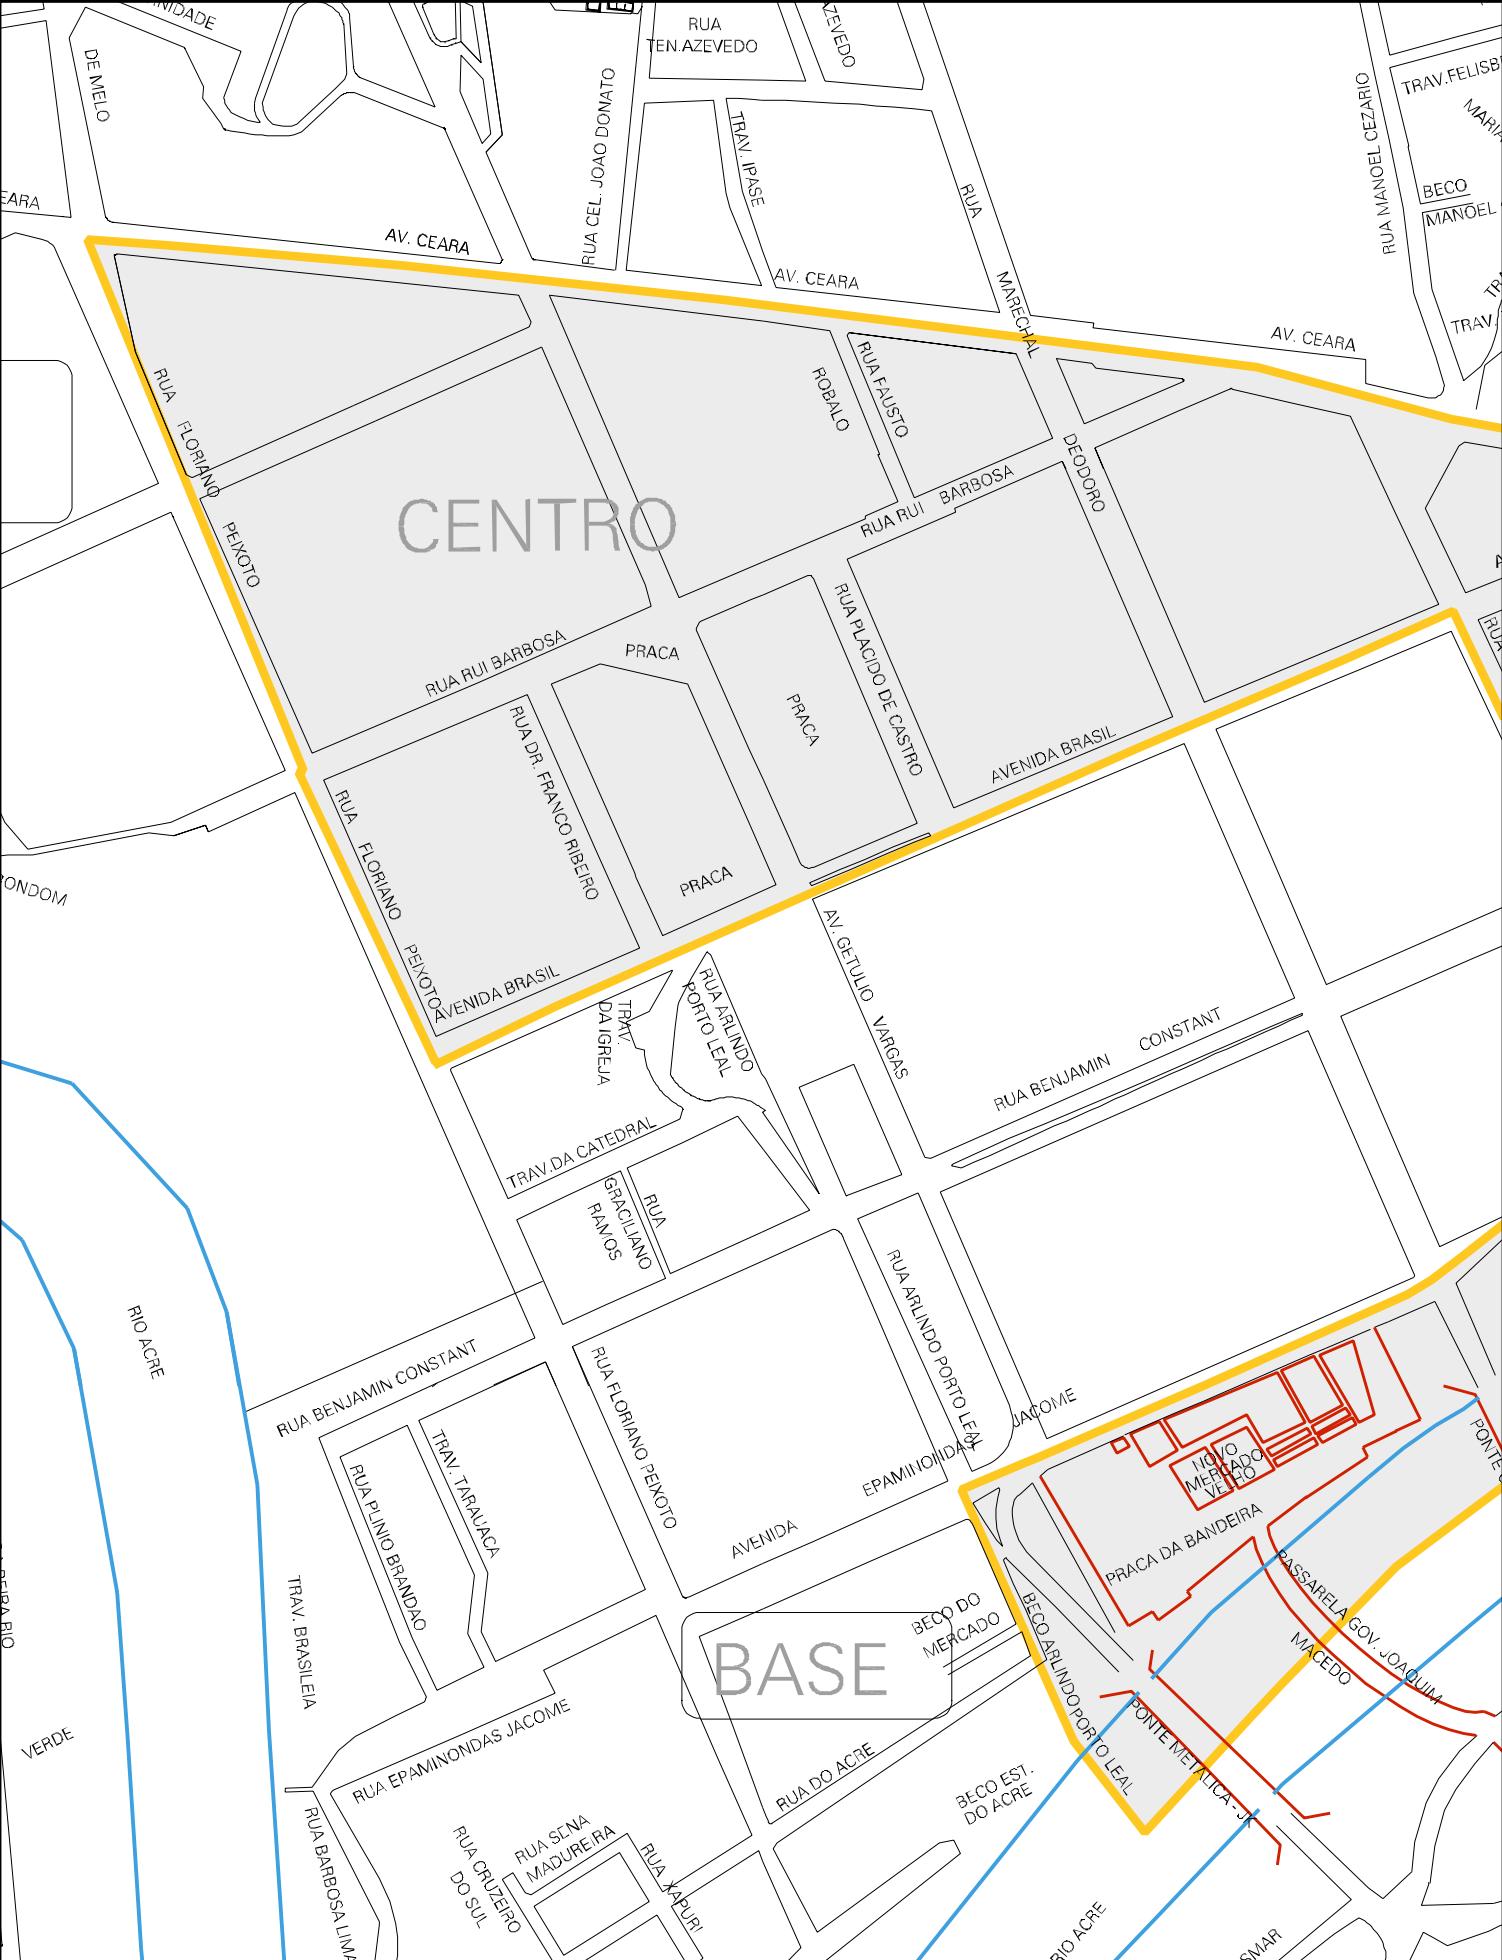 RUA
TEN.AZEVEDO
DE MELO
RUA CEL. JOAO DONATO
TRAV. IPASE
RUA
MARECHAL
DEODORO
RUA MANOEL CEZARIO
BECO
MANOEL
TRAV.
AV. CEARA
AV. CEARA
AV. CEARA
RUA
FLORIANO
PEIXOTO
ROBALO
RUA FAUSTO
CENTRO
RUA RUI
BARBOSA
RUA RUI BARBOSA
PRACA
PRACA
PRACA
RUA PLACIDO DE CASTRO
RUA DR. FRANCO RIBEIRO
RUA
FLORIANO
PEIXOTO
RUA
AVENIDA BRASIL
AVENIDA BRASIL
TRAV.
DA IGREJA
RUA ARLINDO
PORTO LEAL
AV. GETULIO
VARGAS
RUA BENJAMIN
CONSTANT
TRAV.DA CATEDRAL
RUA
GRACILIANO
RAMOS
RUA ARLINDO PORTO LEAL
RIO ACRE
RUA BENJAMIN CONSTANT
RUA FLORIANO PEIXOTO
TRAV. TARAUACA
RUA PLINIO BRANDAO
TRAV. BRASILEIA
AVENIDA
EPAMINONDAS
JACOME
NOVO
MERCADO
VELHO
PRACA DA BANDEIRA
PASSARELA GOV. JOAQUIM
MACEDO
PONTE
BECO DO
MERCADO
BECO ARLINDO PORTO LEAL
PONTE METALICA - JK
BASE
VERDE
RUA EPAMINONDAS JACOME
RUA DO ACRE
BECO EST.
DO ACRE
RUA SENA
MADUREIRA
RUA CRUZEIRO
DO SUL
RUA XAPURI
RUA BARBOSA LIMA
RIO ACRE